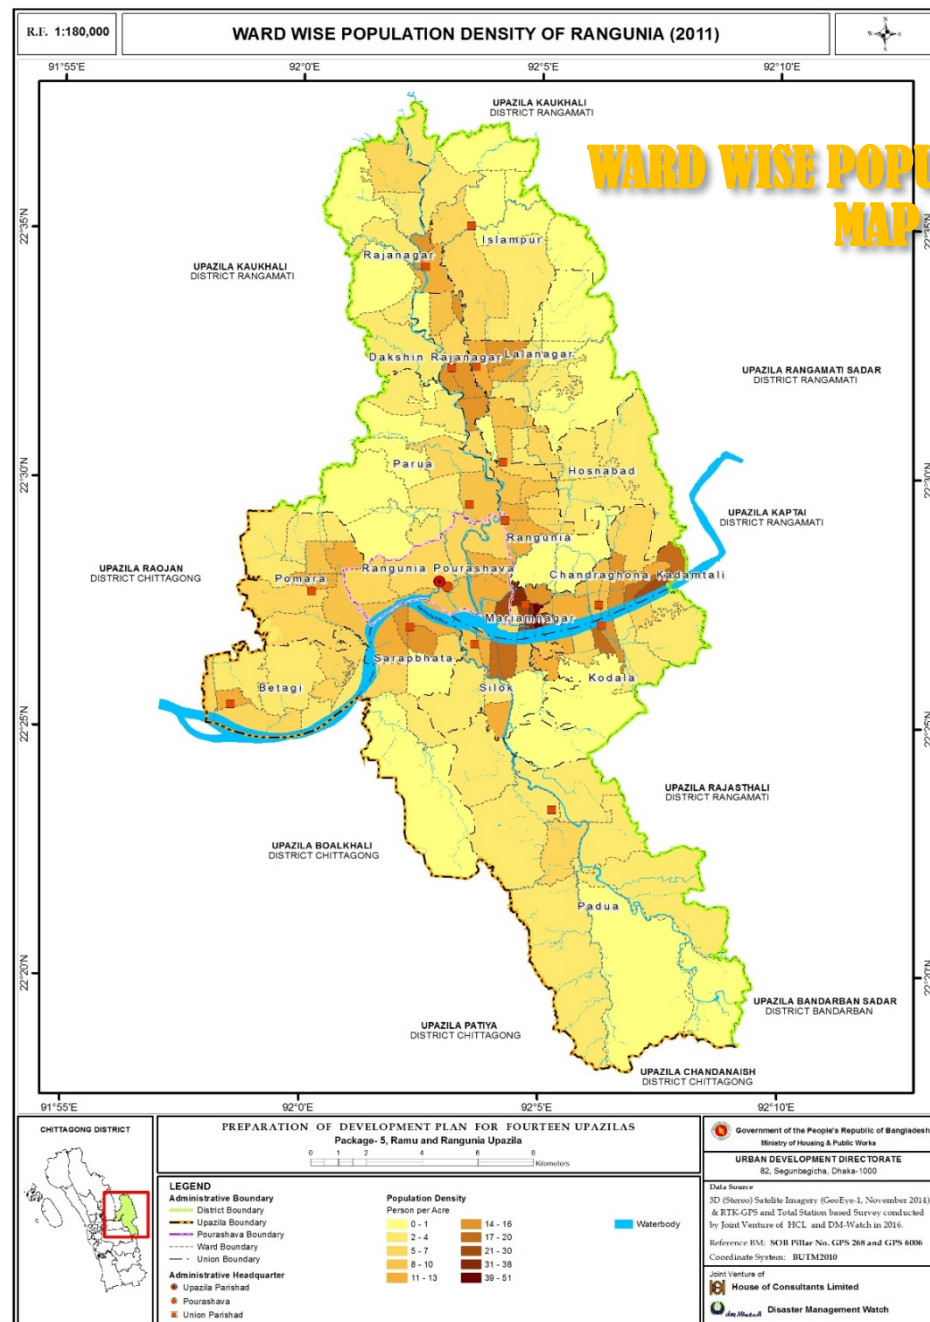 R.F. 1:180,000
WARD WISE POPULATION DENSITY OF RANGUNIA (2011)
N
W E
S
91°55'E 92°0'E 92°5'E 92°10'E
WARD WISE POPU
MAP
UPAZILA KAUKHALI
DISTRICT RANGAMATI
22°35'N
22°35'N
Islampur
Rajanagar
UPAZILA KAUKHALI
DISTRICT RANGAMATI
Dakshin Rajanagar
Lalanagar
UPAZILA RANGAMATI SADAR
DISTRICT RANGAMATI
Parua
Hosnabad
22°30'N
22°30'N
UPAZILA KAPTAI
DISTRICT RANGAMATI
Rangunia
UPAZILA RAOJAN
DISTRICT CHITTAGONG
Pomara
Rangunia Pourashava
Chandraghona Kadamtali
Mariamnagar
Sarapbhata
Betagi
Silok
Kodala
22°25'N
22°25'N
UPAZILA RAJASTHALI
DISTRICT RANGAMATI
UPAZILA BOALKHALI
DISTRICT CHITTAGONG
Padua
22°20'N
22°20'N
UPAZILA BANDARBAN SADAR
DISTRICT BANDARBAN
UPAZILA PATIYA
DISTRICT CHITTAGONG
UPAZILA CHANDANAISH
DISTRICT CHITTAGONG
91°55'E 92°0'E 92°5'E 92°10'E
CHITTAGONG DISTRICT
PREPARATION OF DEVELOPMENT PLAN FOR FOURTEEN UPAZILAS
Package- 5, Ramu and Rangunia Upazila
0 1 2 4 6 8
Kilometers
LEGEND
Administrative Boundary
District Boundary
Upazila Boundary
Pourashava Boundary
Ward Boundary
Union Boundary
Administrative Headquarter
Upazila Parishad
Pourashava
Union Parishad
Population Density
Person per Acre
0 - 1
2 - 4
5 - 7
8 - 10
11 - 13
14 - 16
17 - 20
21 - 30
31 - 38
39 - 51
Waterbody
Government of the People's Republic of Bangladesh
Ministry of Housing & Public Works
URBAN DEVELOPMENT DIRECTORATE
82, Segunbagicha, Dhaka-1000
Data Source
3D (Stereo) Satelite Imagery (GeoEye-1, November 2014)
& RTK-GPS and Total Station based Survey conducted
by Joint Venture of HCL and DM-Watch in 2016.
Reference BM: SOB Pillar No. GPS 268 and GPS 6006
Coordinate System: BUTM2010
Joint Venture of
House of Consultants Limited
dm Watch Disaster Management Watch